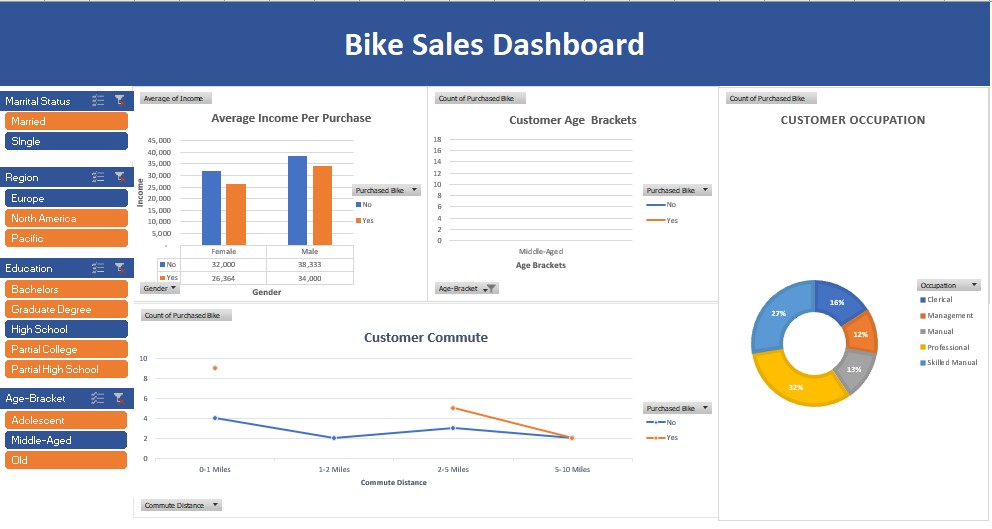 Bike Sales Dashboard
Marrital Status
Married
SIngle
Region
Europe
North America
Pacific
Education
Bachelors
Graduate Degree
High School
Partial College
Partial High School
Age-Bracket
Adolescent
Middle-Aged
Old
Average of Income
Average Income Per Purchase
45,000
40,000
35,000
30,000
25,000
20,000
15,000
10,000
5,000
-
Income
Female Male
No 32,000 38,333
Yes 26,364 34,000
Gender
Gender
Purchased Bike
No
Yes
Count of Purchased Bike
Customer Age Brackets
18
16
14
12
10
8
6
4
2
0
Middle-Aged
Age Brackets
Age-Bracket
Purchased Bike
No
Yes
Count of Purchased Bike
CUSTOMER OCCUPATION
16%
12%
13%
32%
27%
Occupation
Clerical
Management
Manual
Professional
Skilled Manual
Count of Purchased Bike
Customer Commute
10
8
6
4
2
0
0-1 Miles 1-2 Miles 2-5 Miles 5-10 Miles
Commute Distance
Purchased Bike
No
Yes
Commute Distance